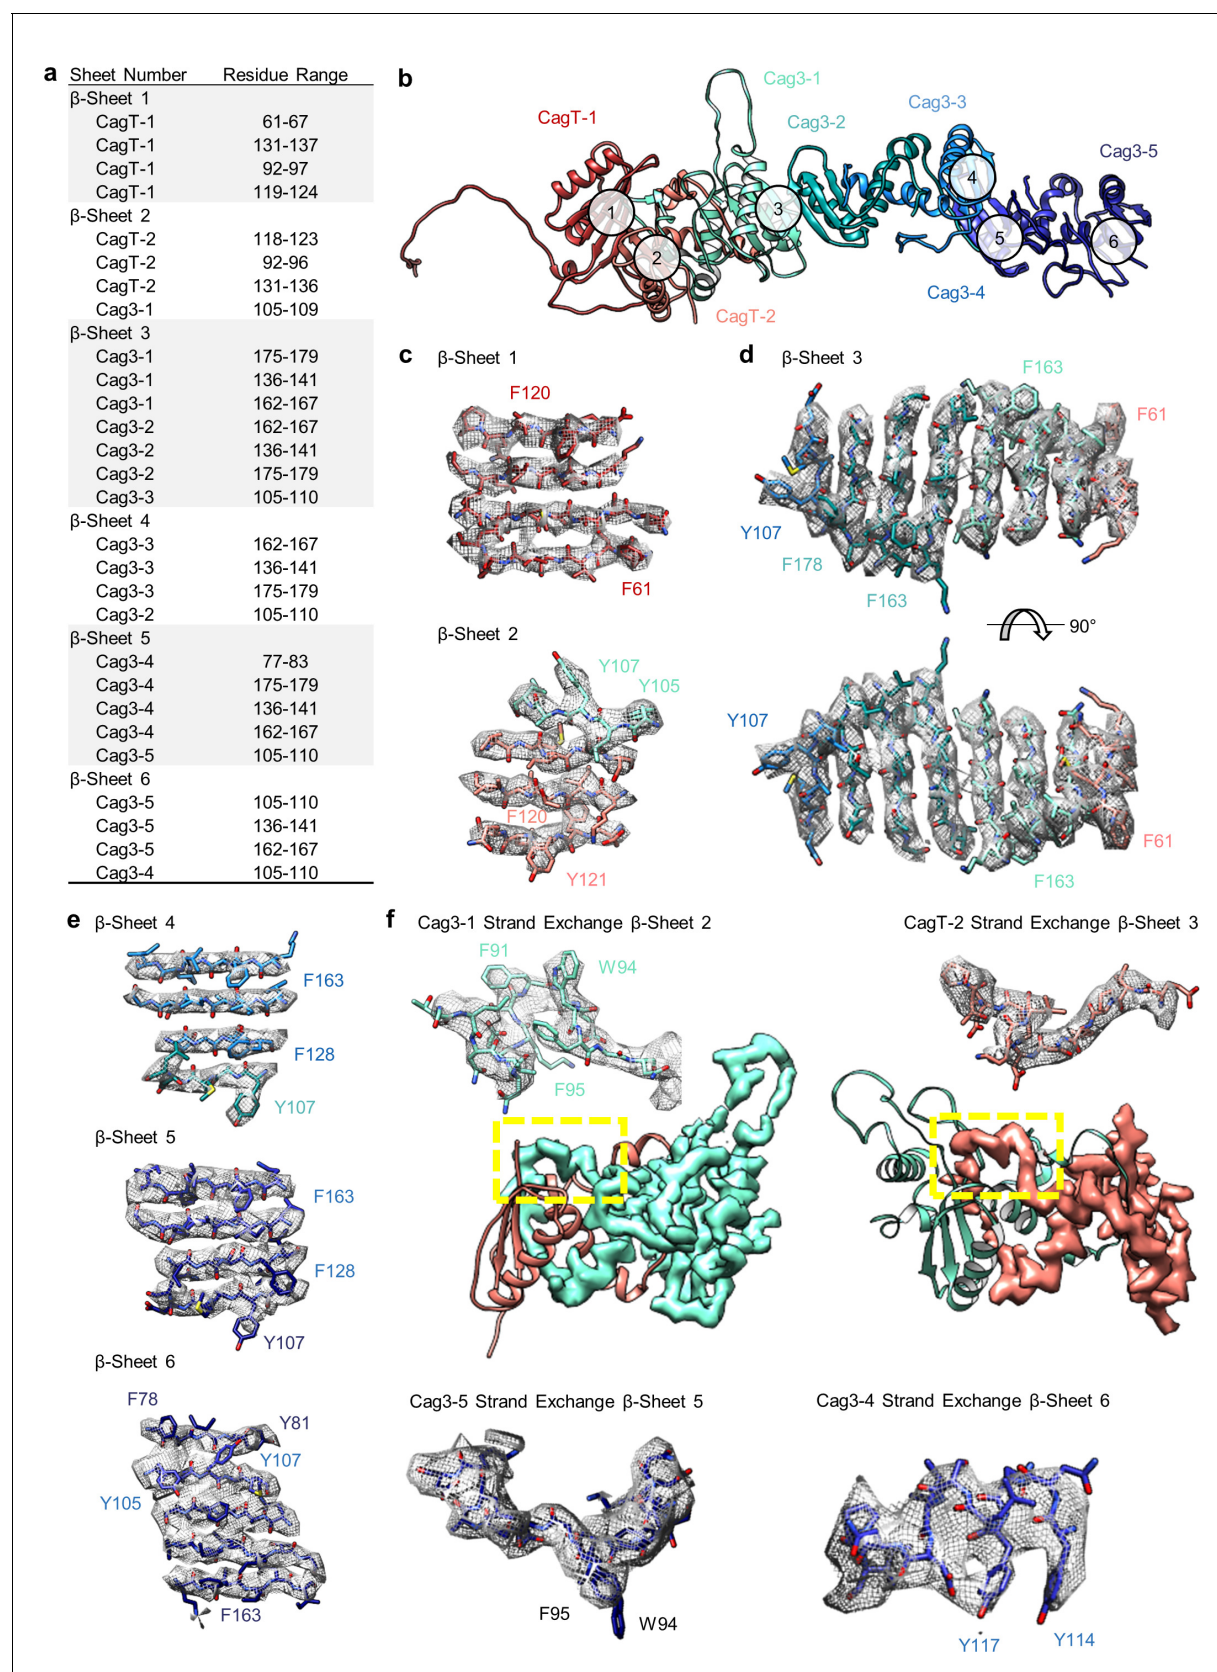 a
Sheet Number Residue Range
β-Sheet 1
CagT-1 61-67
CagT-1 131-137
CagT-1 92-97
CagT-1 119-124
β-Sheet 2
CagT-2 118-123
CagT-2 92-96
CagT-2 131-136
Cag3-1 105-109
β-Sheet 3
Cag3-1 175-179
Cag3-1 136-141
Cag3-1 162-167
Cag3-2 162-167
Cag3-2 136-141
Cag3-2 175-179
Cag3-3 105-110
β-Sheet 4
Cag3-3 162-167
Cag3-3 136-141
Cag3-3 175-179
Cag3-2 105-110
β-Sheet 5
Cag3-4 77-83
Cag3-4 175-179
Cag3-4 136-141
Cag3-4 162-167
Cag3-5 105-110
β-Sheet 6
Cag3-5 105-110
Cag3-5 136-141
Cag3-5 162-167
Cag3-4 105-110
b
Cag3-1
Cag3-3
CagT-1
Cag3-2
Cag3-5
1
2
3
4
5
6
Cag3-4
CagT-2
c
β-Sheet 1
F120
F61
β-Sheet 2
Y107
Y105
F120
Y121
d
β-Sheet 3
F163
F61
Y107
F178
F163
90°
Y107
F61
F163
e
β-Sheet 4
F163
F128
Y107
β-Sheet 5
F163
F128
Y107
β-Sheet 6
F78
Y81
Y107
Y105
F163
f
Cag3-1 Strand Exchange β-Sheet 2
F91
W94
F95
CagT-2 Strand Exchange β-Sheet 3
Cag3-5 Strand Exchange β-Sheet 5
F95
W94
Cag3-4 Strand Exchange β-Sheet 6
Y117
Y114